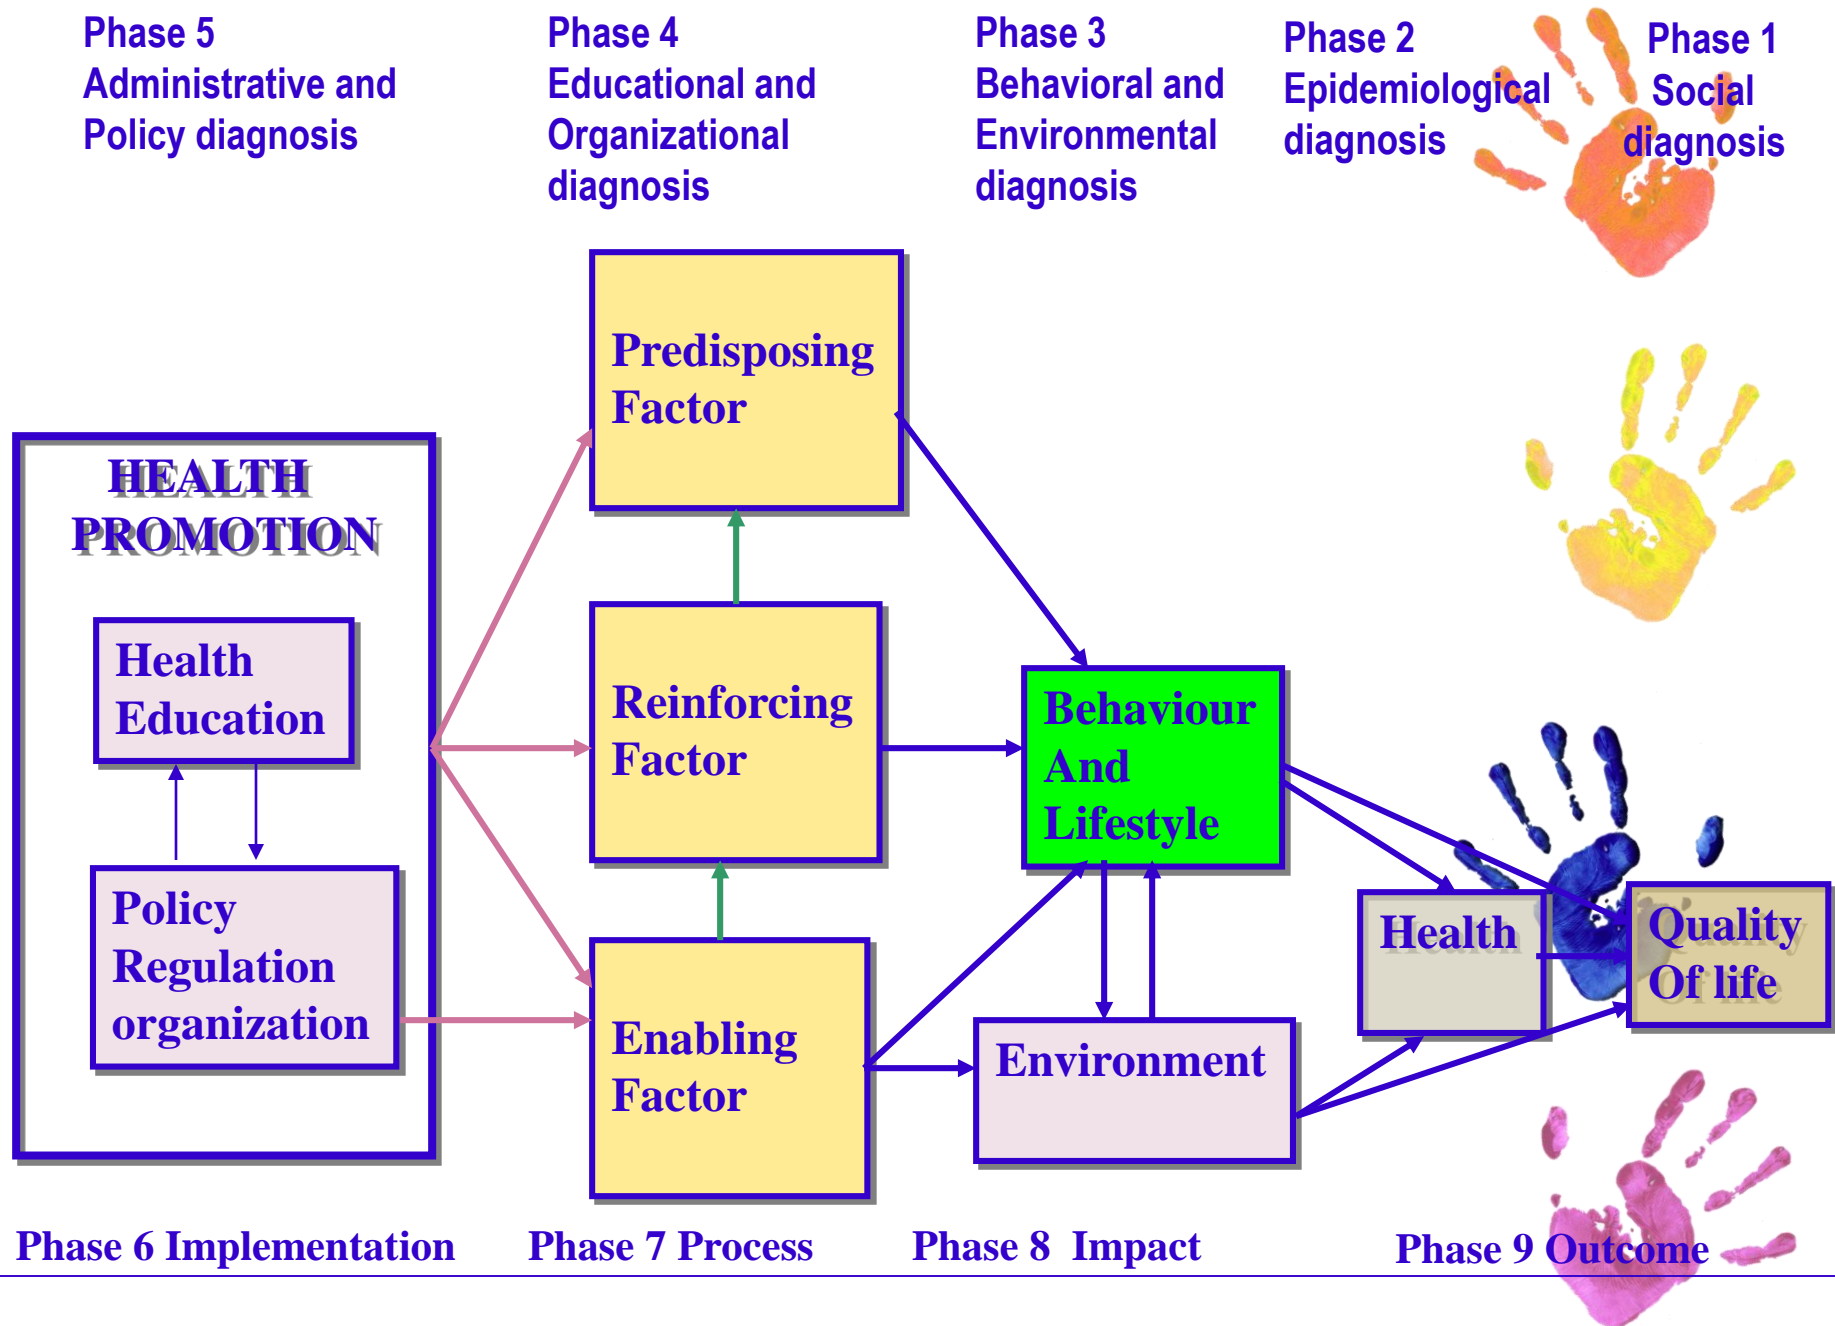 Phase 5
Administrative and
Policy diagnosis
Phase 4
Educational and
Organizational
diagnosis
Phase 3
Behavioral and
Environmental
diagnosis
Phase 2
Epidemiological
diagnosis
Phase 1
Social
diagnosis
HEALTH
PROMOTION
Health
Education
Policy
Regulation
organization
Predisposing
Factor
Reinforcing
Factor
Enabling
Factor
Behaviour
And
Lifestyle
Environment
Health
Quality
Of life
Phase 6 Implementation
Phase 7 Process
Phase 8 Impact
Phase 9 Outcome